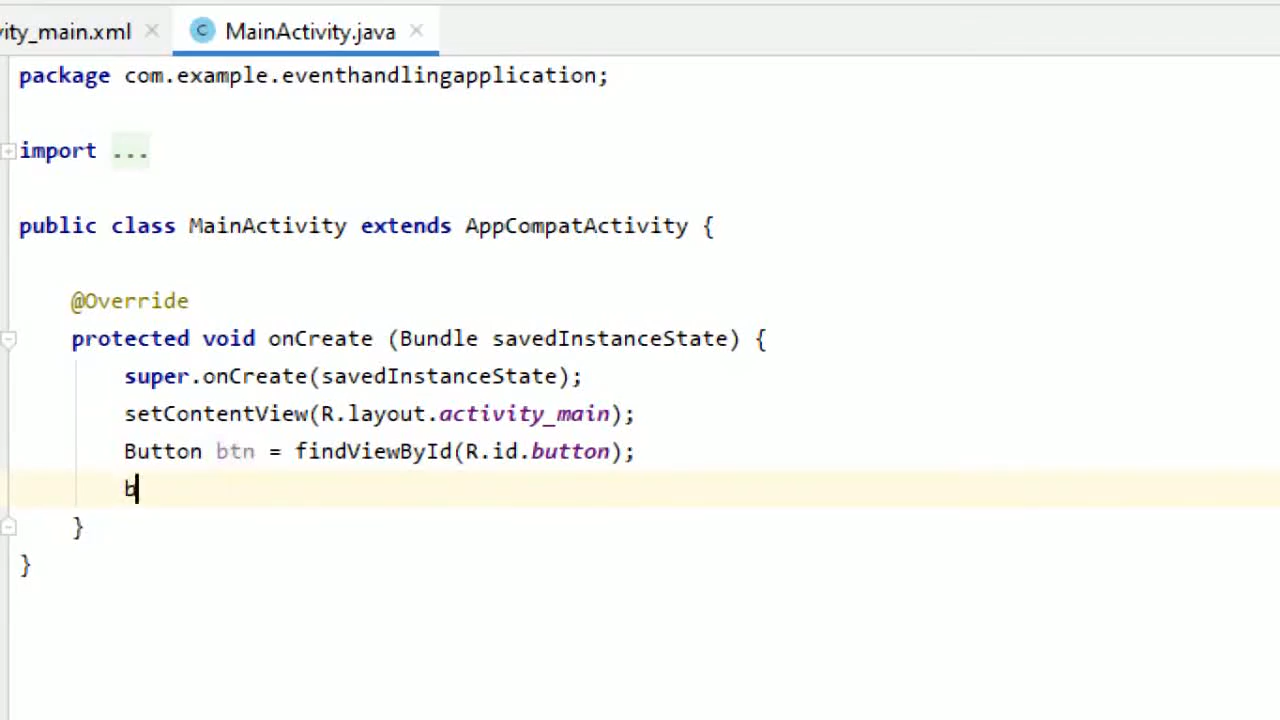 ity_main.xml
C MainActivity.java
package com.example.eventhandlingapplication;
import ...
public class MainActivity extends AppCompatActivity {
@Override
protected void onCreate (Bundle savedInstanceState) {
super.onCreate(savedInstanceState);
setContentView(R.layout.activity_main);
Button btn = findViewById(R.id.button);
b
}
}